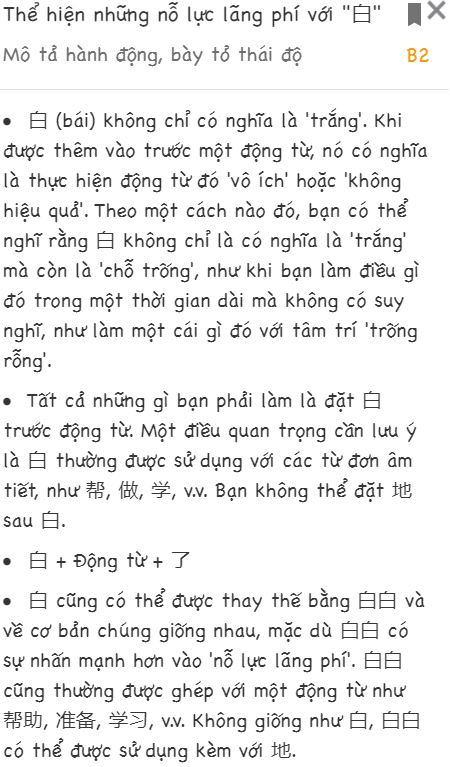 Thể hiện những nỗ lực lãng phí với "白"
Mô tả hành động, bày tỏ thái độ
B2
• 白 (bái) không chỉ có nghĩa là 'trắng'. Khi
được thêm vào trước một động từ, nó có nghĩa
là thực hiện động từ đó 'vô ích' hoặc 'không
hiệu quả'. Theo một cách nào đó, bạn có thể
nghĩ rằng 白 không chỉ là có nghĩa là 'trắng'
mà còn là 'chỗ trống', như khi bạn làm điều gì
đó trong một thời gian dài mà không có suy
nghĩ, như làm một cái gì đó với tâm trí 'trống
rỗng'.
• Tất cả những gì bạn phải làm là đặt 白
trước động từ. Một điều quan trọng cần lưu ý
là 白 thường được sử dụng với các từ đơn âm
tiết, như 帮, 做, 学, v.v. Bạn không thể đặt 地
sau 白.
• 白 + Động từ + 了
• 白 cũng có thể được thay thế bằng 白白 và
về cơ bản chúng giống nhau, mặc dù 白白 có
sự nhấn mạnh hơn vào 'nỗ lực lãng phí'. 白白
cũng thường được ghép với một động từ như
帮助, 准备, 学习, v.v. Không giống như 白, 白白
có thể được sử dụng kèm với 地.